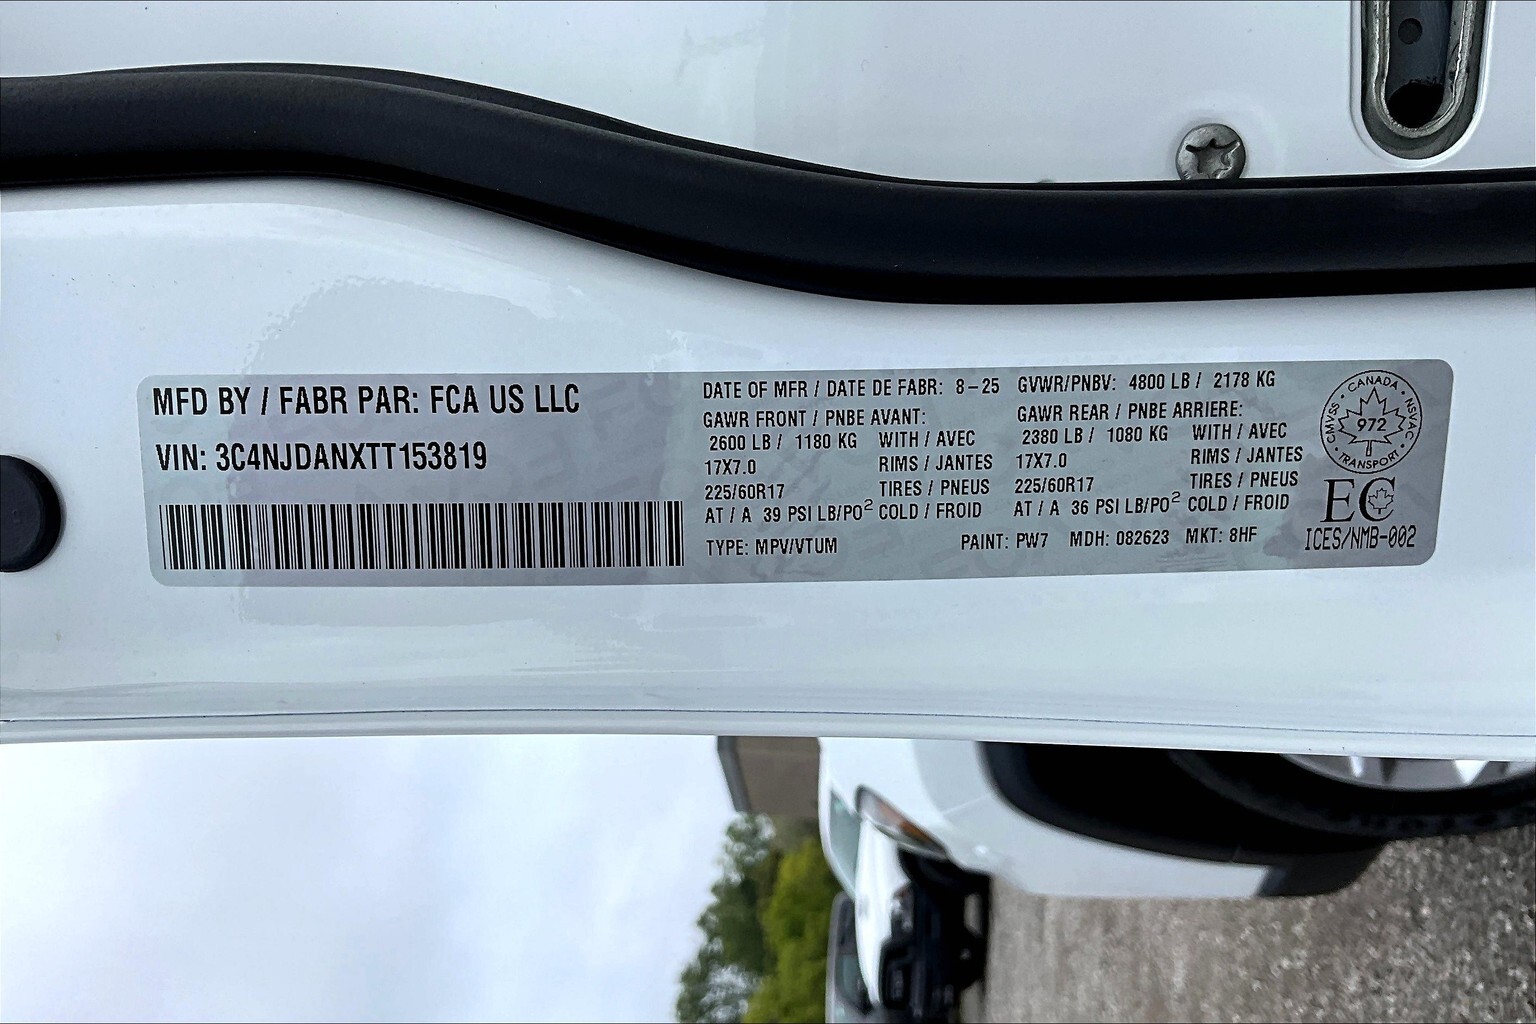 MFD BY / FABR PAR: FCA US LLC
VIN: 3C4NJDANXTT153819
DATE OF MFR / DATE DE FABR: 8-25 GVWR/PNBV: 4800 LB / 2178 KG
GAWR FRONT / PNBE AVANT: GAWR REAR / PNBE ARRIERE:
2600 LB / 1180 KG WITH / AVEC 2380 LB / 1080 KG WITH / AVEC
17X7.0 RIMS / JANTES 17X7.0 RIMS / JANTES
225/60R17 TIRES / PNEUS 225/60R17 TIRES / PNEUS
AT / A 39 PSI LB/PO² COLD / FROID AT / A 36 PSI LB/PO² COLD / FROID
TYPE: MPV/VTUM PAINT: PW7 MDH: 082623 MKT: 8HF
CANADA
CMVSS 972 NSVAC
TRANSPORT
EC
ICES/NMB-002